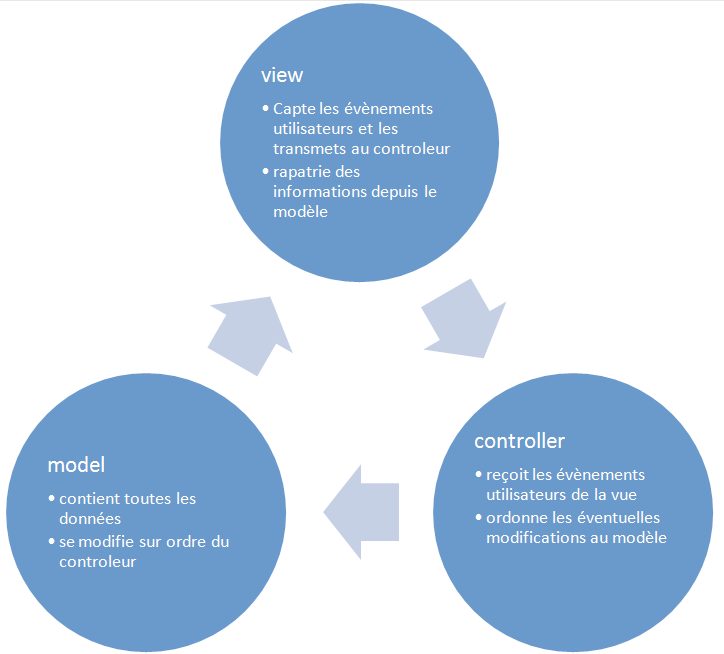 view
• Capte les évènements
utilisateurs et les
transmets au controleur
• rapatrie des
informations depuis le
modèle
controller
• reçoit les évènements
utilisateurs de la vue
• ordonne les éventuelles
modifications au modèle
model
• contient toutes les
données
• se modifie sur ordre du
controleur